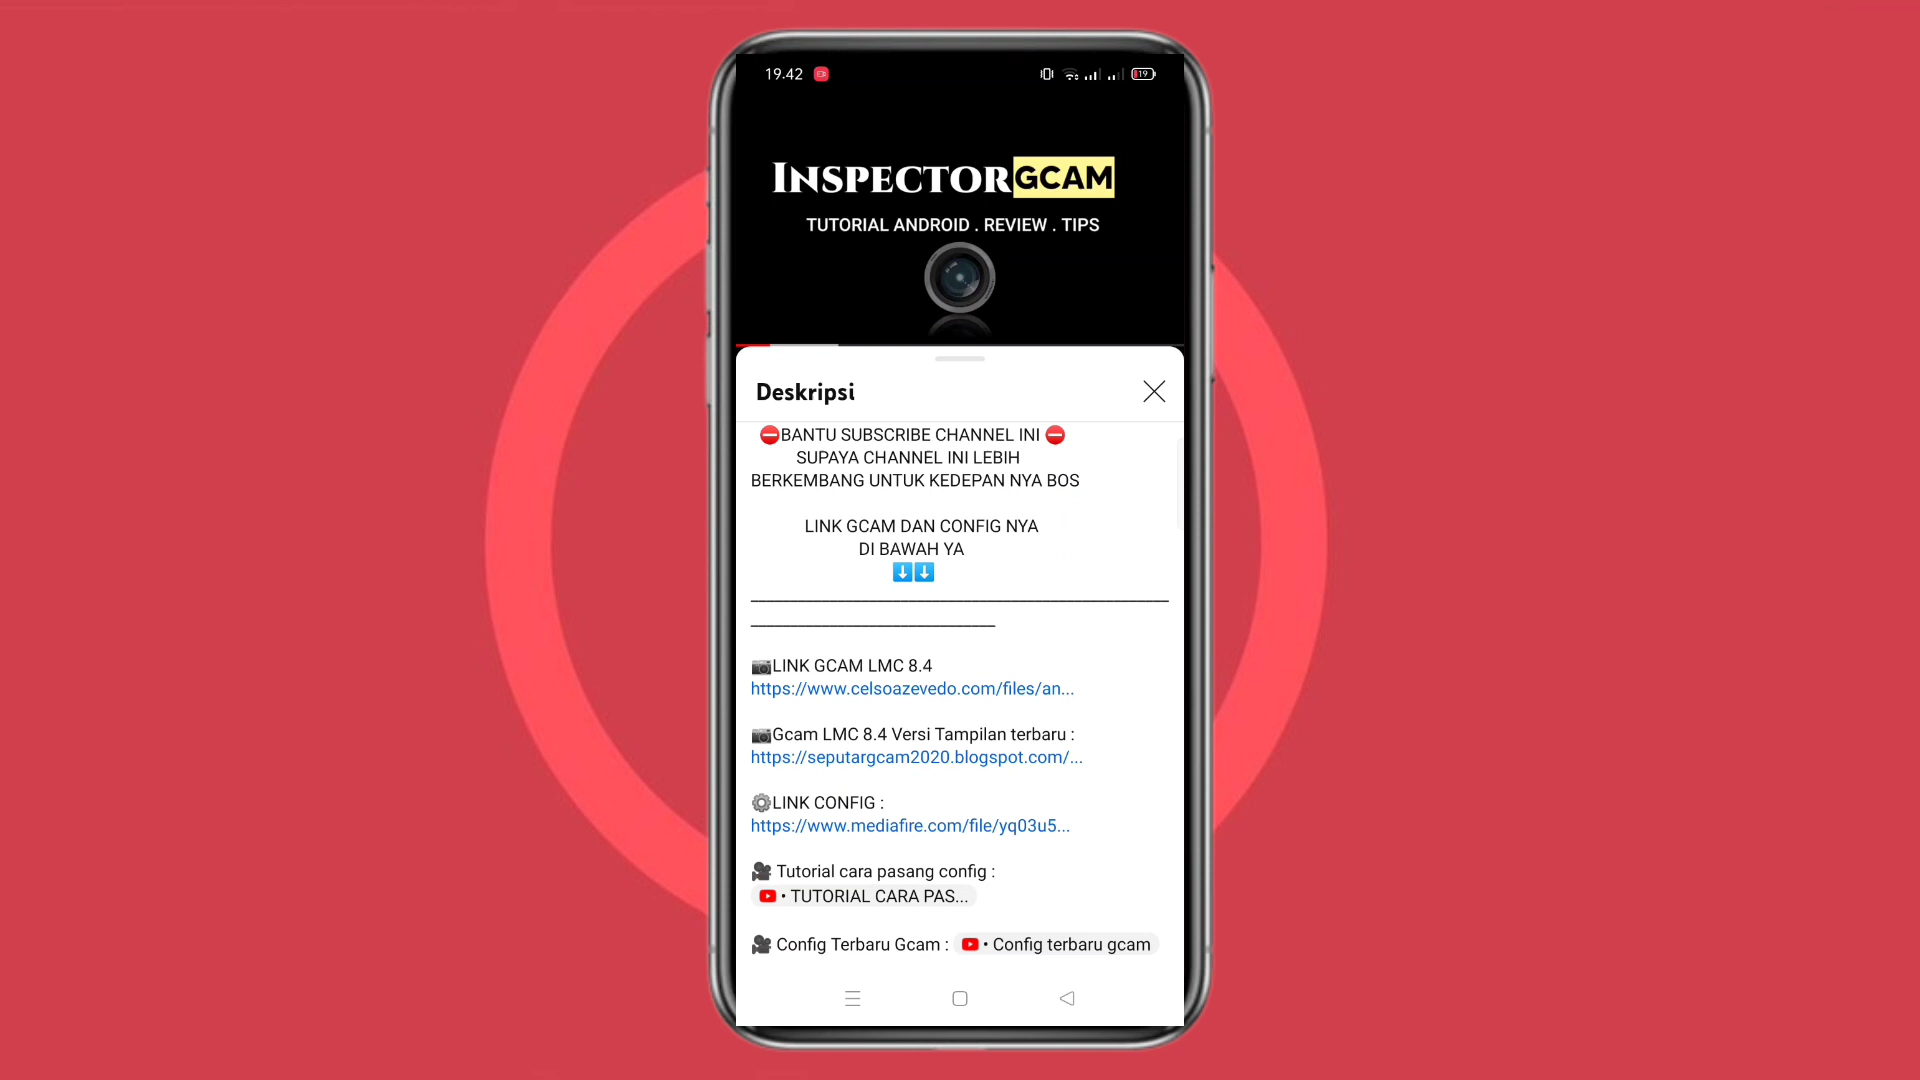 19.42
19
INSPECTORGCAM
TUTORIAL ANDROID . REVIEW . TIPS
Deskripsi
⛔BANTU SUBSCRIBE CHANNEL INI ⛔
SUPAYA CHANNEL INI LEBIH
BERKEMBANG UNTUK KEDEPAN NYA BOS
LINK GCAM DAN CONFIG NYA
DI BAWAH YA
⬇️⬇️
📷LINK GCAM LMC 8.4
https://www.celsoazevedo.com/files/an...
📷Gcam LMC 8.4 Versi Tampilan terbaru :
https://seputargcam2020.blogspot.com/...
⚙️LINK CONFIG :
https://www.mediafire.com/file/yq03u5...
🎥 Tutorial cara pasang config :
• TUTORIAL CARA PAS...
🎥 Config Terbaru Gcam : • Config terbaru gcam